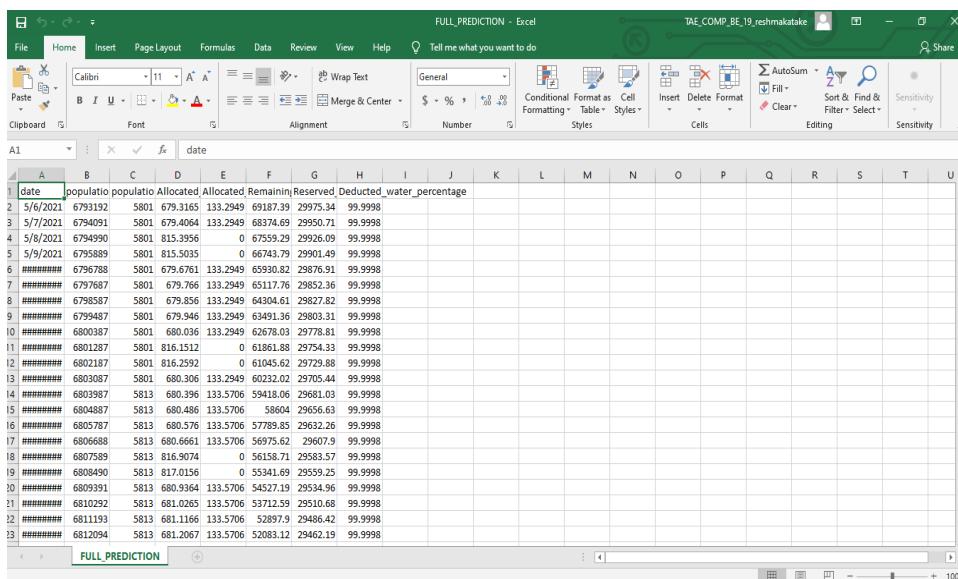 FULL_PREDICTION - Excel TAE_COMP_BE_19_reshmakatake
File Home Insert Page Layout Formulas Data Review View Help Tell me what you want to do Share
Paste Calibri 11 A A Wrap Text General AutoSum
B I U A Merge & Center $ % , Conditional Format as Cell Insert Delete Format Fill Sort & Find & Sensitivity
Formatting Table Styles Clear Filter Select
Clipboard Font Alignment Number Styles Cells Editing Sensitivity
A1 fx date
A B C D E F G H I J K L M N O P Q R S T U
1 date populatio populatio Allocated Allocated Remaining Reserved_ Deducted_water_percentage
2 5/6/2021 6793192 5801 679.3165 133.2949 69187.39 29975.34 99.9998
3 5/7/2021 6794091 5801 679.4064 133.2949 68374.69 29950.71 99.9998
4 5/8/2021 6794990 5801 815.3956 0 67559.29 29926.09 99.9998
5 5/9/2021 6795889 5801 815.5035 0 66743.79 29901.49 99.9998
6 ######## 6796788 5801 679.6761 133.2949 65930.82 29876.91 99.9998
7 ######## 6797687 5801 679.766 133.2949 65117.76 29852.36 99.9998
8 ######## 6798587 5801 679.856 133.2949 64304.61 29827.82 99.9998
9 ######## 6799487 5801 679.946 133.2949 63491.36 29803.31 99.9998
10 ######## 6800387 5801 680.036 133.2949 62678.03 29778.81 99.9998
11 ######## 6801287 5801 816.1512 0 61861.88 29754.33 99.9998
12 ######## 6802187 5801 816.2592 0 61045.62 29729.88 99.9998
13 ######## 6803087 5801 680.306 133.2949 60232.02 29705.44 99.9998
14 ######## 6803987 5813 680.396 133.5706 59418.06 29681.03 99.9998
15 ######## 6804887 5813 680.486 133.5706 58604 29656.63 99.9998
16 ######## 6805787 5813 680.576 133.5706 57789.85 29632.26 99.9998
17 ######## 6806688 5813 680.6661 133.5706 56975.62 29607.9 99.9998
18 ######## 6807589 5813 816.9074 0 56158.71 29583.57 99.9998
19 ######## 6808490 5813 817.0156 0 55341.69 29559.25 99.9998
20 ######## 6809391 5813 680.9364 133.5706 54527.19 29534.96 99.9998
21 ######## 6810292 5813 681.0265 133.5706 53712.59 29510.68 99.9998
22 ######## 6811193 5813 681.1166 133.5706 52897.9 29486.42 99.9998
23 ######## 6812094 5813 681.2067 133.5706 52083.12 29462.19 99.9998
FULL_PREDICTION
100